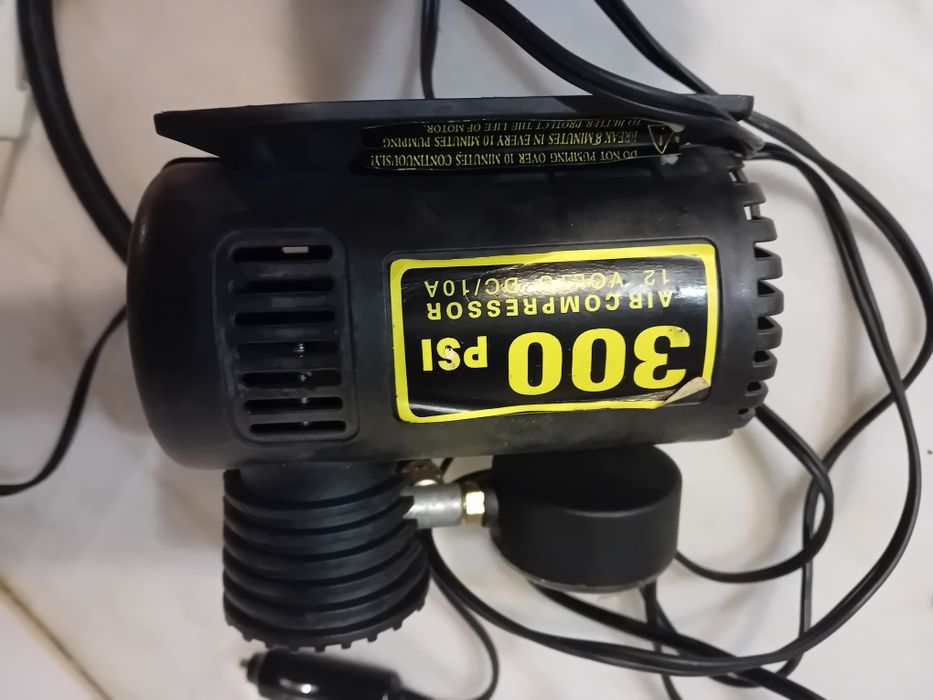 300 PSI
AIR COMPRESSOR
12 VOLTS DC/10A
DO NOT PUMPING OVER 10 MINUTES CONTINUOUSLY!
BREAK 8 MINUTES IN EVERY 10 MINUTES PUMPING
TO BETTER PROTECT THE LIFE OF MOTOR